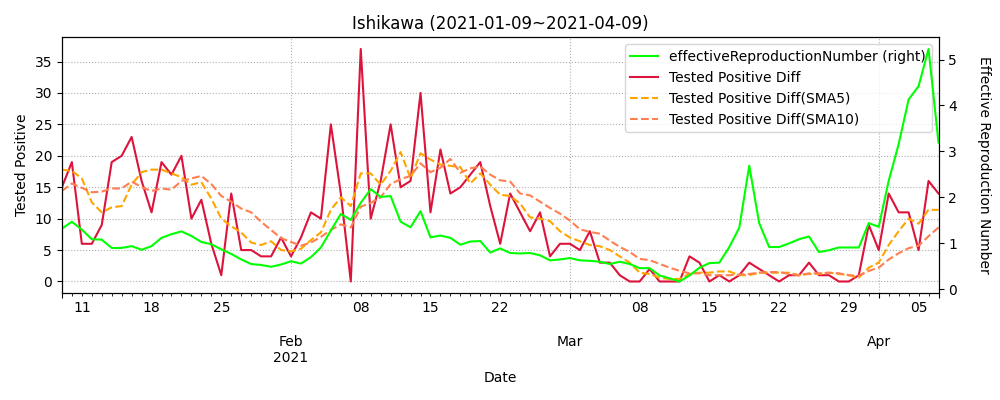 Ishikawa (2021-01-09~2021-04-09)
effectiveReproductionNumber (right)
Tested Positive Diff
Tested Positive Diff(SMA5)
Tested Positive Diff(SMA10)
Tested Positive
35
30
25
20
15
10
5
0
Effective Reproduction Number
5
4
3
2
1
0
11 18 25 08 15 22 08 15 22 29 05
Feb Mar Apr
2021
Date